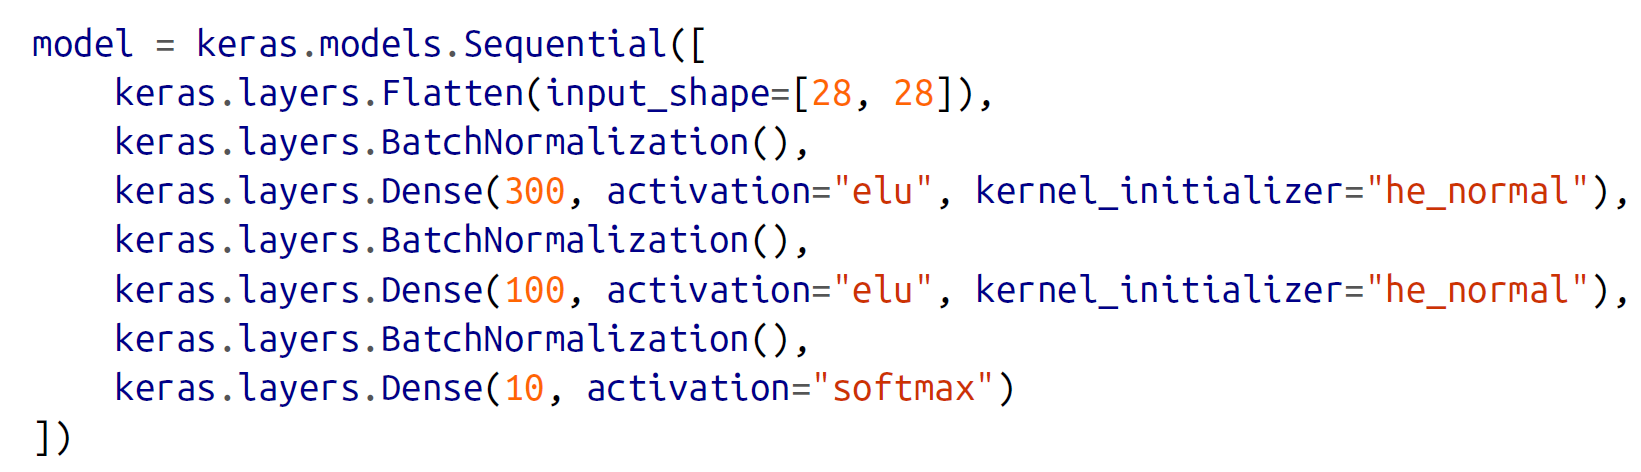 model = keras.models.Sequential([
    keras.layers.Flatten(input_shape=[28, 28]),
    keras.layers.BatchNormalization(),
    keras.layers.Dense(300, activation="elu", kernel_initializer="he_normal"),
    keras.layers.BatchNormalization(),
    keras.layers.Dense(100, activation="elu", kernel_initializer="he_normal"),
    keras.layers.BatchNormalization(),
    keras.layers.Dense(10, activation="softmax")
])